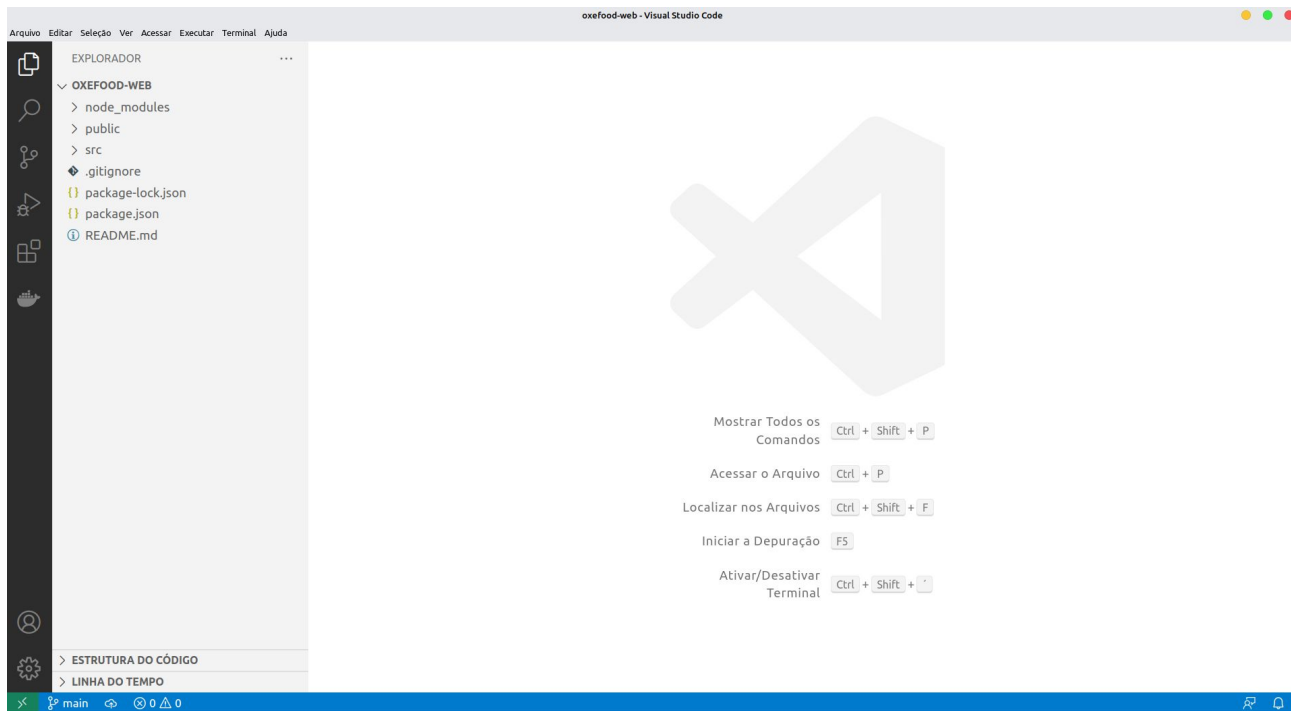 oxefood-web - Visual Studio Code
Arquivo Editar Seleção Ver Acessar Executar Terminal Ajuda
EXPLORADOR
OXEFOOD-WEB
node_modules
public
src
.gitignore
package-lock.json
package.json
README.md
Mostrar Todos os
Comandos Ctrl + Shift + P
Acessar o Arquivo Ctrl + P
Localizar nos Arquivos Ctrl + Shift + F
Iniciar a Depuração F5
Ativar/Desativar
Terminal Ctrl + Shift + ´
ESTRUTURA DO CÓDIGO
LINHA DO TEMPO
main 0 0